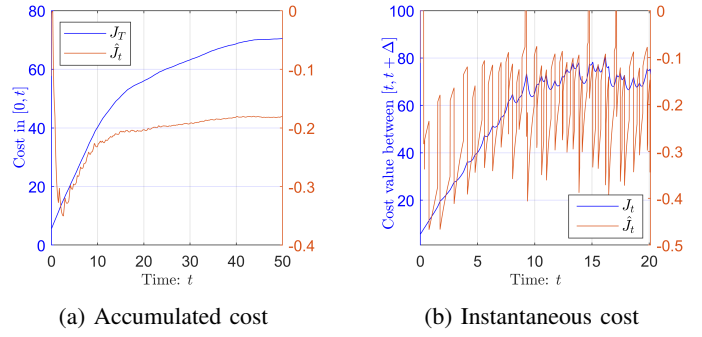 80
60
40
20
0
Cost in [0, t]
J_T
Ĵ_t
0
-0.1
-0.2
-0.3
-0.4
0 10 20 30 40 50
Time: t
(a) Accumulated cost
100
80
60
40
20
Cost value between [t, t + Δ]
J_t
Ĵ_t
0
-0.1
-0.2
-0.3
-0.4
-0.5
0 5 10 15 20
Time: t
(b) Instantaneous cost